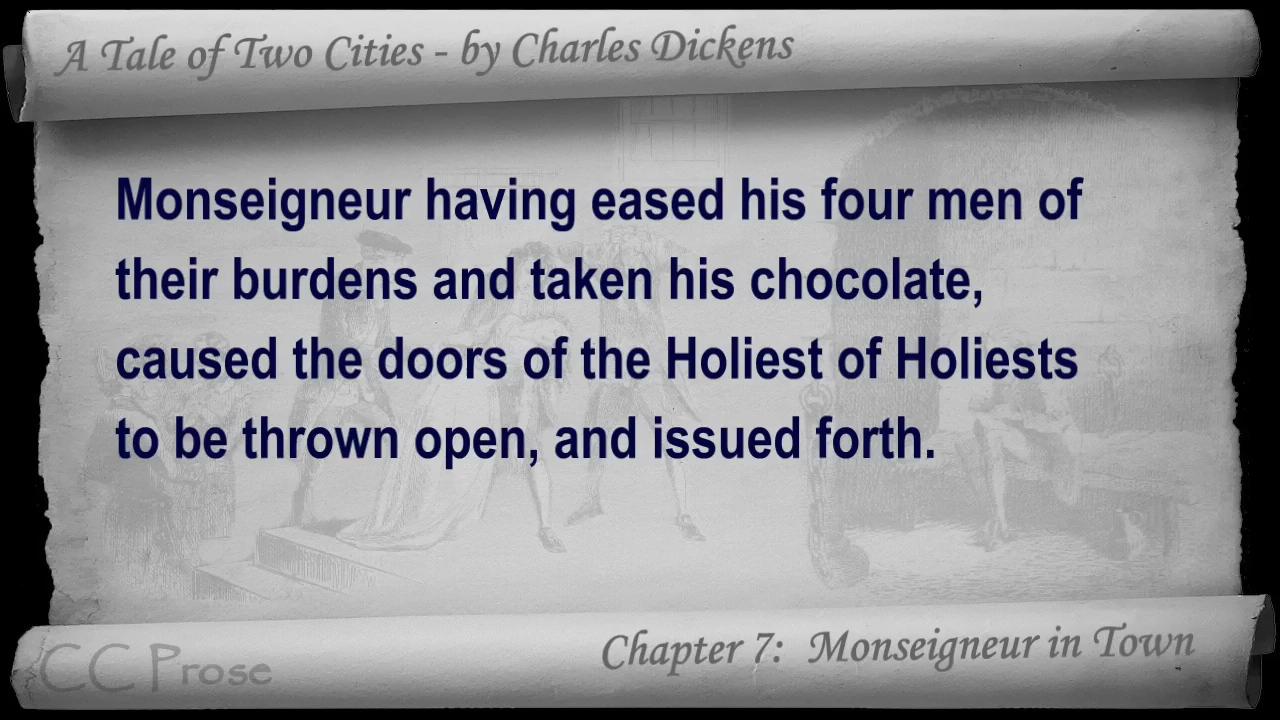 A Tale of Two Cities - by Charles Dickens
Monseigneur having eased his four men of
their burdens and taken his chocolate,
caused the doors of the Holiest of Holiests
to be thrown open, and issued forth.
CC Prose
Chapter 7: Monseigneur in Town